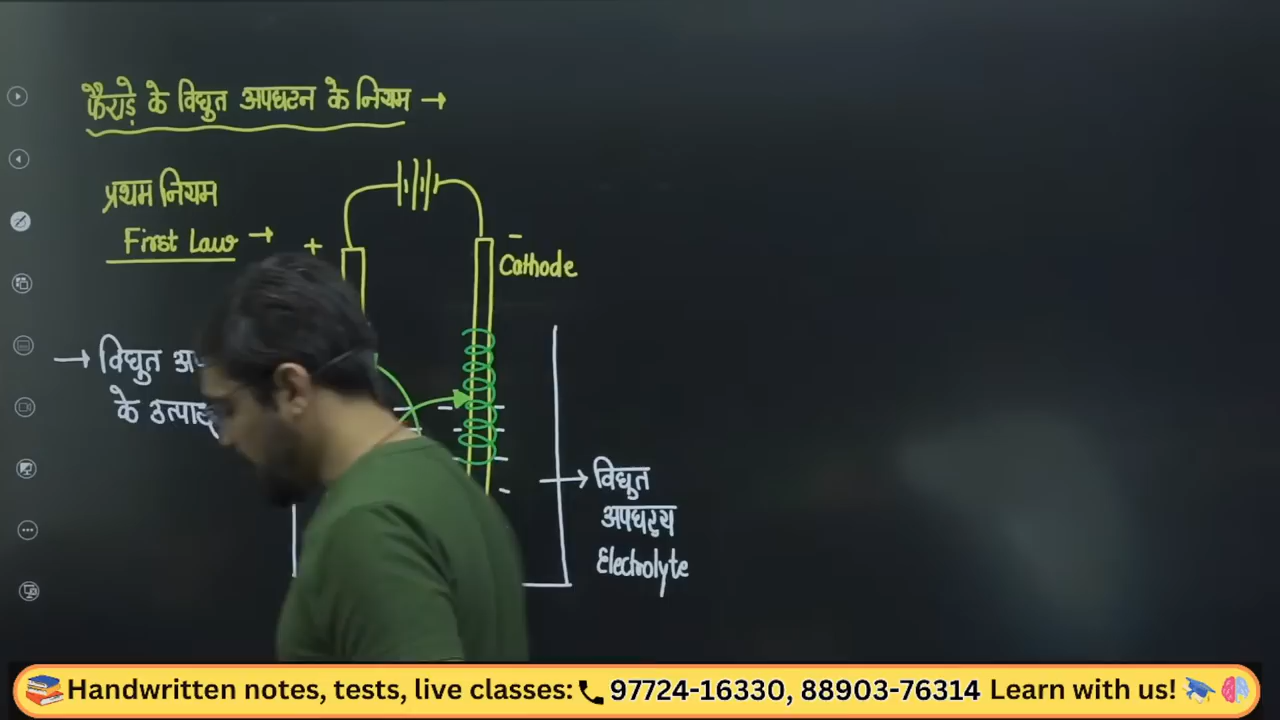 फैराडे के विद्युत अपघटन के नियम →
प्रथम नियम
First Law →
+
-
Cathode
→ विद्युत
के उत्पाद
→ विद्युत
अपघट्य
Electrolyte
Handwritten notes, tests, live classes: 97724-16330, 88903-76314 Learn with us!